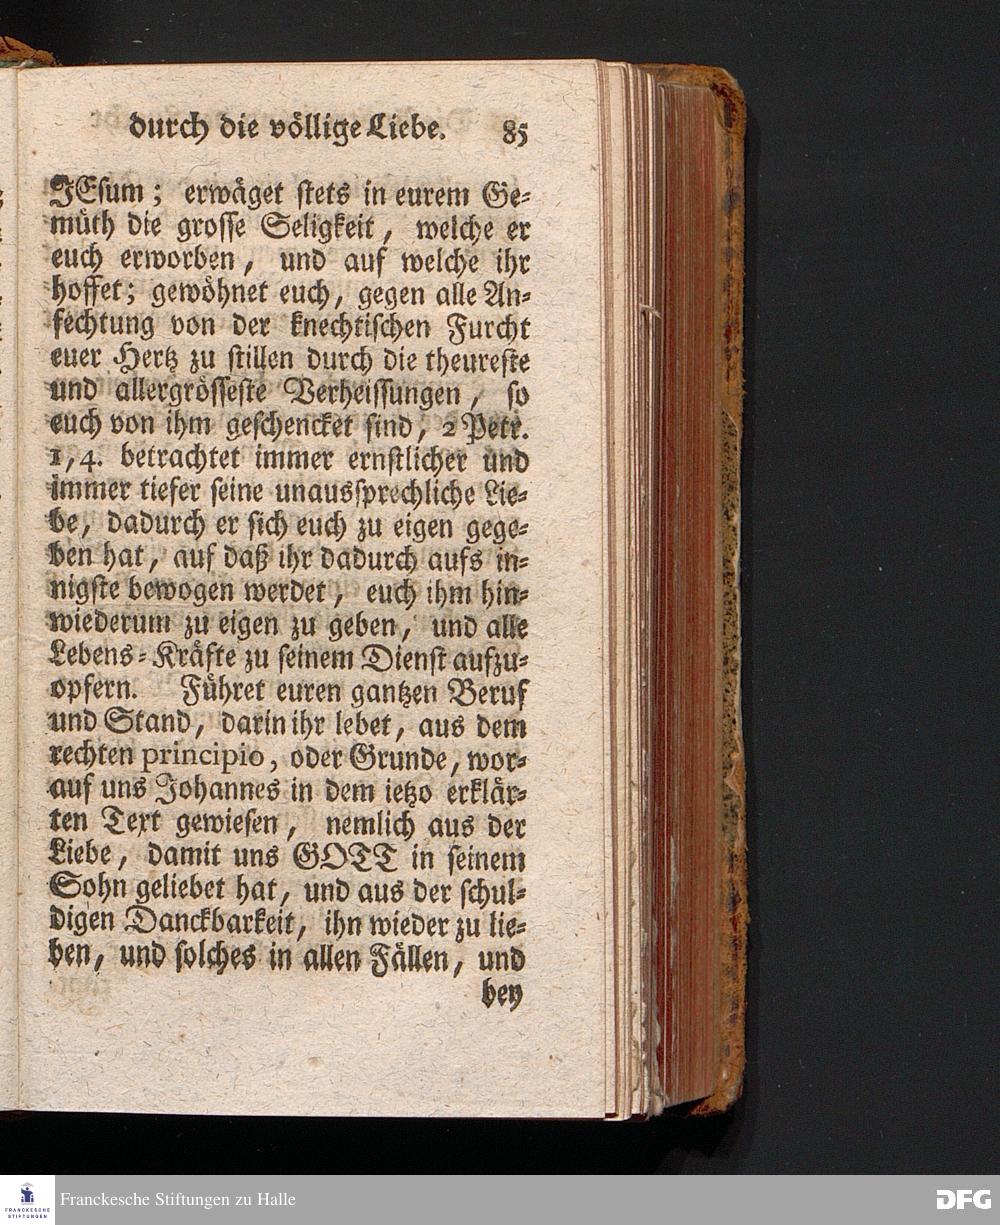 durch die völlige Liebe. 85
JEsum; erwäget stets in eurem Ge-
müth die grosse Seligkeit, welche er
euch erworben, und auf welche ihr
hoffet; gewöhnet euch, gegen alle An-
fechtung von der knechtischen Furcht
euer Hertz zu stillen durch die theureste
und allergrösseste Verheissungen, so
euch von ihm geschencket sind, 2 Petr.
1, 4. betrachtet immer ernstlicher und
immer tiefer seine unaussprechliche Lie-
be, dadurch er sich euch zu eigen gege-
ben hat, auf daß ihr dadurch aufs in-
nigste bewogen werdet, euch ihm hin-
wiederum zu eigen zu geben, und alle
Lebens-Kräfte zu seinem Dienst aufzu-
opfern. Führet euren gantzen Beruf
und Stand, darin ihr lebet, aus dem
rechten principio, oder Grunde, wor-
auf uns Johannes in dem ietzo erklär-
ten Text gewiesen, nemlich aus der
Liebe, damit uns GOTT in seinem
Sohn geliebet hat, und aus der schul-
digen Danckbarkeit, ihn wieder zu lie-
ben, und solches in allen Fällen, und
bey
FRANCKESCHE STIFTUNGEN
Franckesche Stiftungen zu Halle
DFG